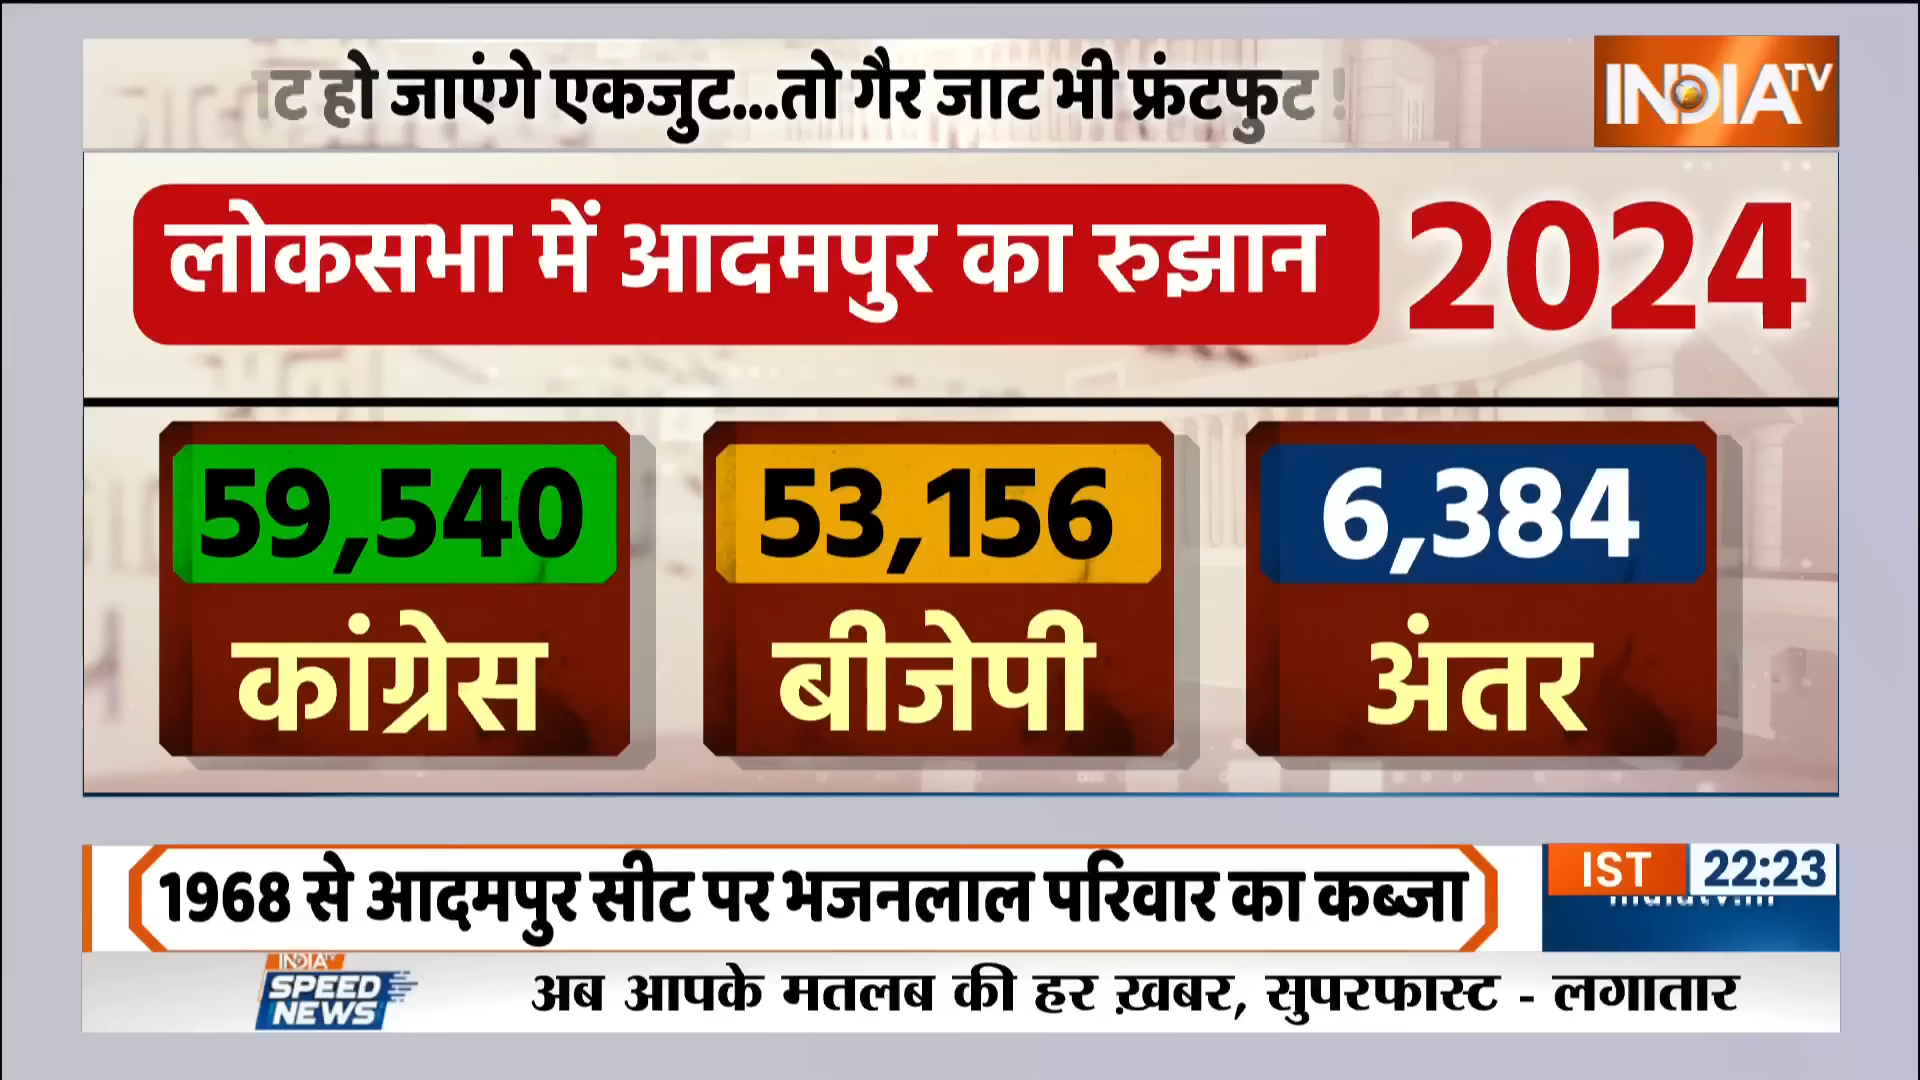 हो जाएंगे एकजुट...तो गैर जाट भी फ्रंटफुट !
INDIA TV
लोकसभा में आदमपुर का रुझान 2024
59,540 53,156 6,384
कांग्रेस बीजेपी अंतर
1968 से आदमपुर सीट पर भजनलाल परिवार का कब्जा
IST 22:23
INDIA TV
SPEED
NEWS
अब आपके मतलब की हर ख़बर, सुपरफास्ट - लगातार